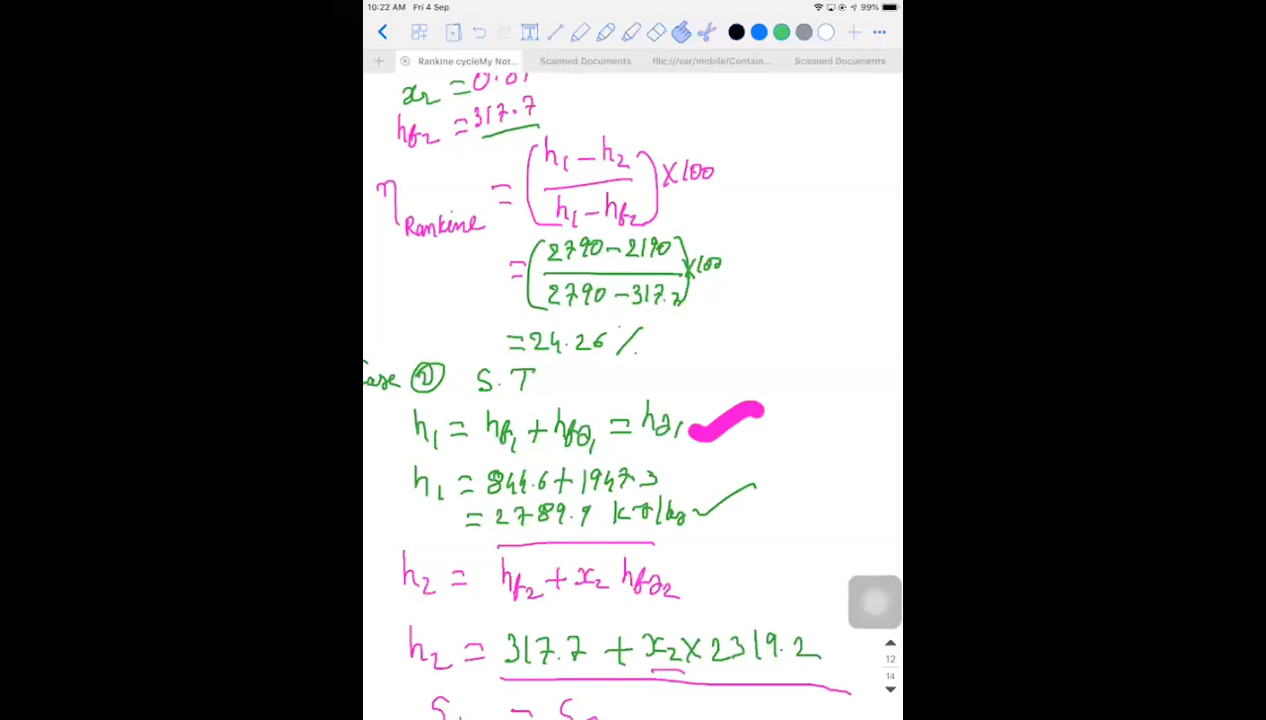 10:22 AM Fri 4 Sep 99%
Rankine cycleMy Not... Scanned Documents file:///var/mobile/Contain... Scanned Documents
x2 = 0.81
hf2 = 317.7
η Rankine = (h1 - h2 / h1 - hf2) × 100
= (2790 - 2190 / 2790 - 317.7) × 100
= 24.26 %
Case ② S.T
h1 = hf1 + hfg1 = hg1
h1 = 844.6 + 1947.3
= 2789.9 kJ/kg
h2 = hf2 + x2 hfg2
h2 = 317.7 + x2 × 2319.2
S1 = S2
12
14